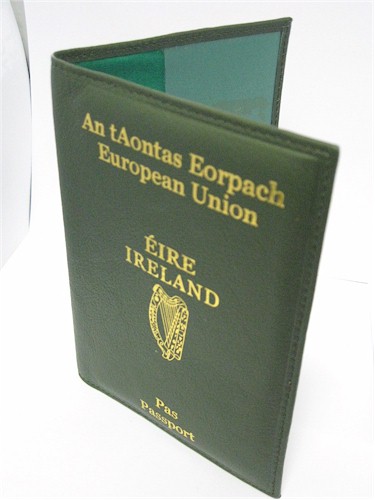 An tAontas Eorpach
European Union
ÉIRE
IRELAND
Pas
Passport